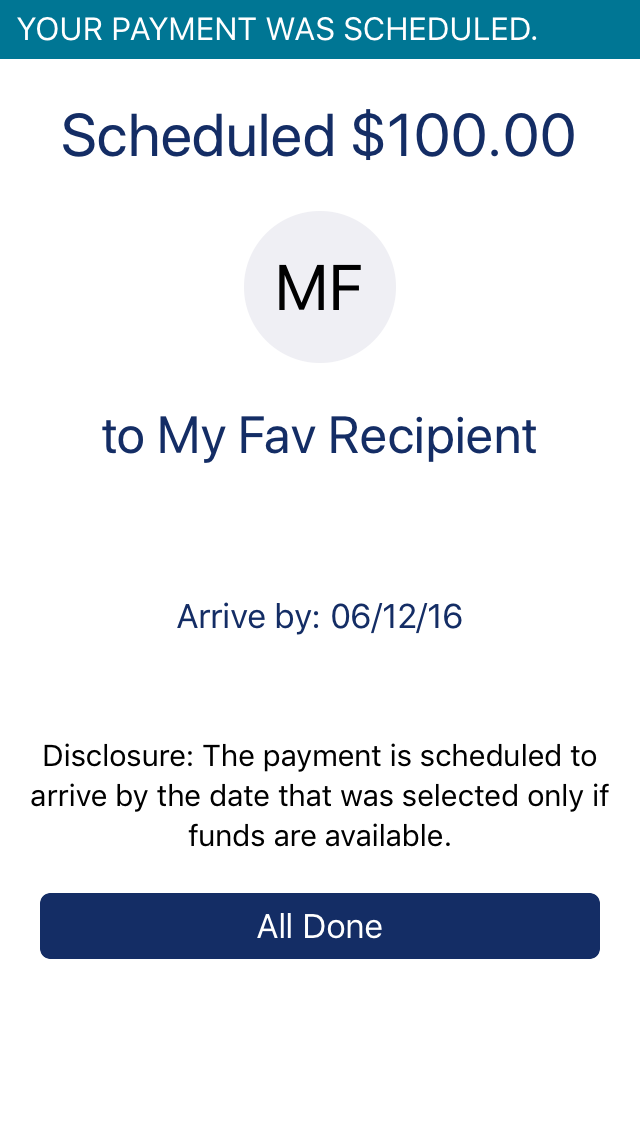 YOUR PAYMENT WAS SCHEDULED.
Scheduled $100.00
MF
to My Fav Recipient
Arrive by: 06/12/16
Disclosure: The payment is scheduled to
arrive by the date that was selected only if
funds are available.
All Done